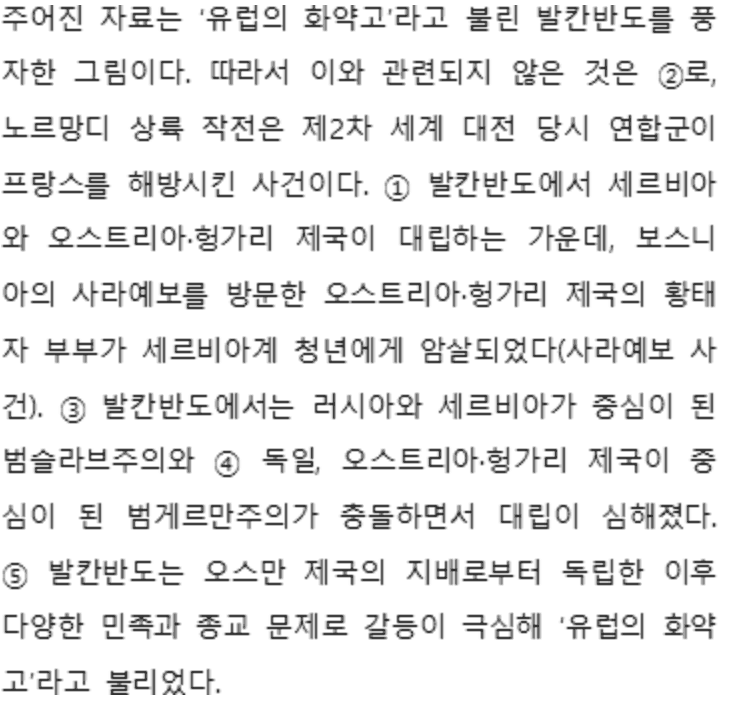 주어진 자료는 '유럽의 화약고'라고 불린 발칸반도를 풍
자한 그림이다. 따라서 이와 관련되지 않은 것은 ②로,
노르망디 상륙 작전은 제2차 세계 대전 당시 연합군이
프랑스를 해방시킨 사건이다. ① 발칸반도에서 세르비아
와 오스트리아·헝가리 제국이 대립하는 가운데, 보스니
아의 사라예보를 방문한 오스트리아·헝가리 제국의 황태
자 부부가 세르비아계 청년에게 암살되었다(사라예보 사
건). ③ 발칸반도에서는 러시아와 세르비아가 중심이 된
범슬라브주의와 ④ 독일, 오스트리아·헝가리 제국이 중
심이 된 범게르만주의가 충돌하면서 대립이 심해졌다.
⑤ 발칸반도는 오스만 제국의 지배로부터 독립한 이후
다양한 민족과 종교 문제로 갈등이 극심해 '유럽의 화약
고'라고 불리었다.